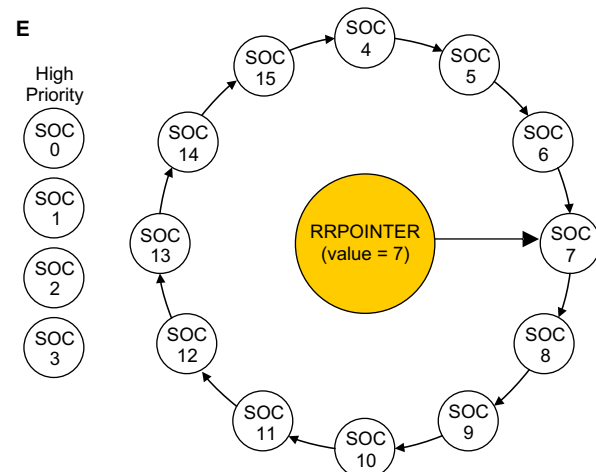 E
High
Priority
SOC
0
SOC
1
SOC
2
SOC
3
SOC
4
SOC
5
SOC
6
SOC
7
SOC
8
SOC
9
SOC
10
SOC
11
SOC
12
SOC
13
SOC
14
SOC
15
RRPOINTER
(value = 7)